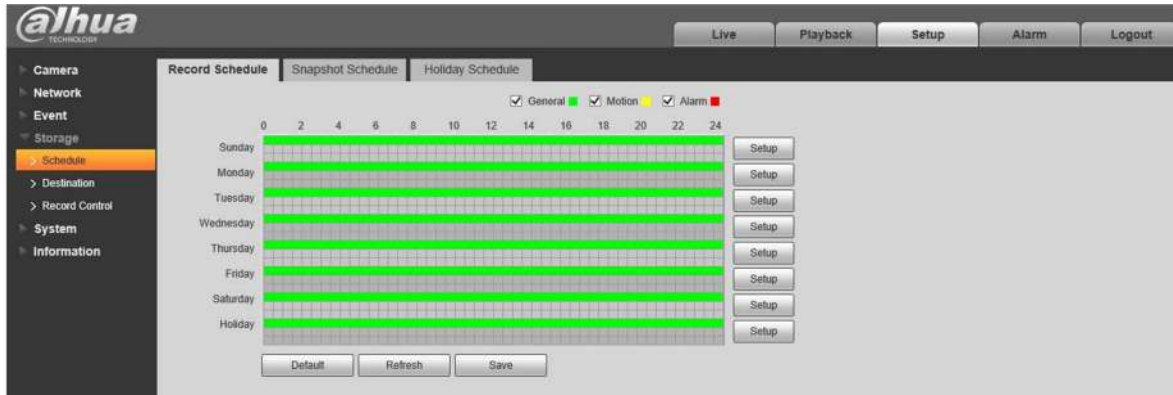 alhua
TECHNOLOGY
Live Playback Setup Alarm Logout
Camera
Network
Event
Storage
Schedule
Destination
Record Control
System
Information
Record Schedule Snapshot Schedule Holiday Schedule
General Motion Alarm
0 2 4 6 8 10 12 14 16 18 20 22 24
Sunday Setup
Monday Setup
Tuesday Setup
Wednesday Setup
Thursday Setup
Friday Setup
Saturday Setup
Holiday Setup
Default Refresh Save